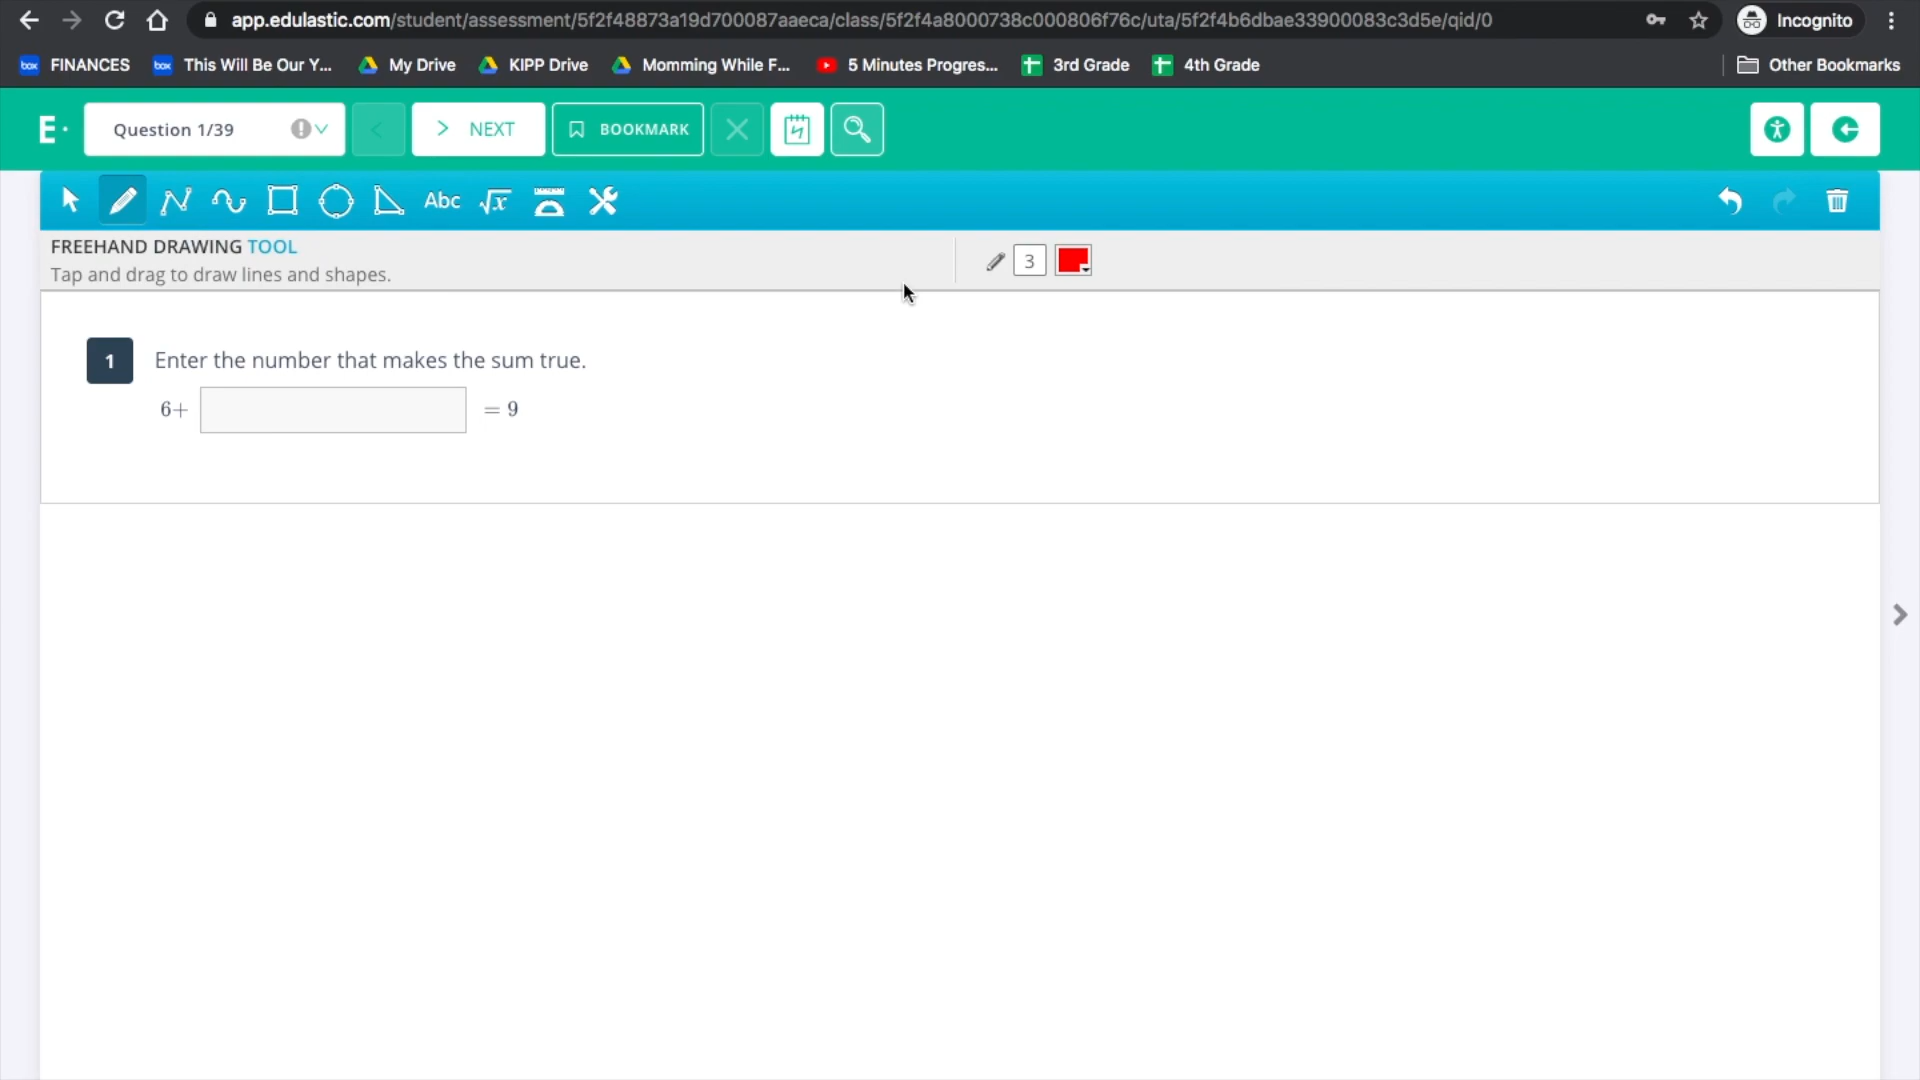 app.edulastic.com/student/assessment/5f2f48873a19d700087aaeca/class/5f2f4a8000738c000806f76c/uta/5f2f4b6dbae33900083c3d5e/qid/0
Incognito
box FINANCES
box This Will Be Our Y...
My Drive
KIPP Drive
Momming While F...
5 Minutes Progres...
3rd Grade
4th Grade
Other Bookmarks
E
Question 1/39
NEXT
BOOKMARK
Abc
√x
FREEHAND DRAWING TOOL
3
Tap and drag to draw lines and shapes.
1 Enter the number that makes the sum true.
6+ = 9